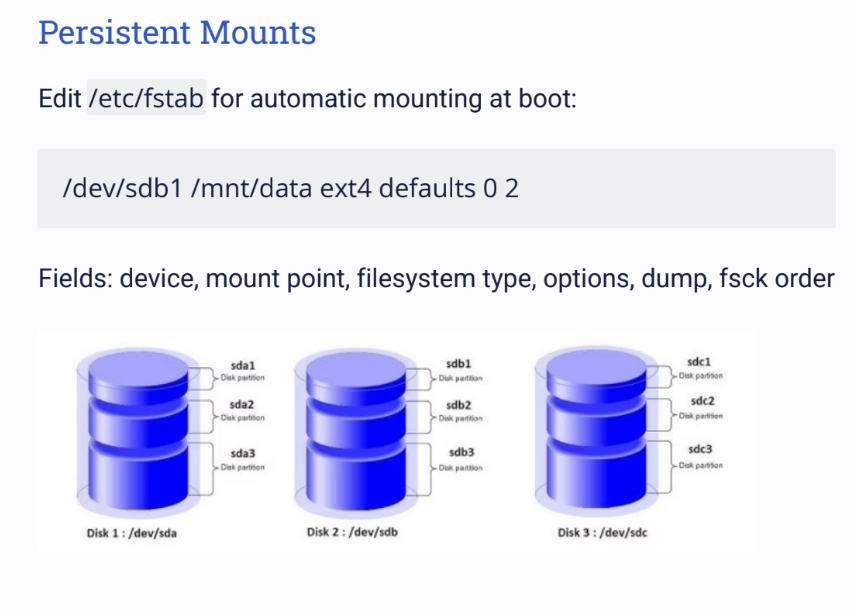 Persistent Mounts
Edit /etc/fstab for automatic mounting at boot:
/dev/sdb1 /mnt/data ext4 defaults 0 2
Fields: device, mount point, filesystem type, options, dump, fsck order
sda1
Disk partition
sda2
Disk partition
sda3
Disk partition
Disk 1 : /dev/sda
sdb1
Disk partition
sdb2
Disk partition
sdb3
Disk partition
Disk 2 : /dev/sdb
sdc1
Disk partition
sdc2
Disk partition
sdc3
Disk partition
Disk 3 : /dev/sdc